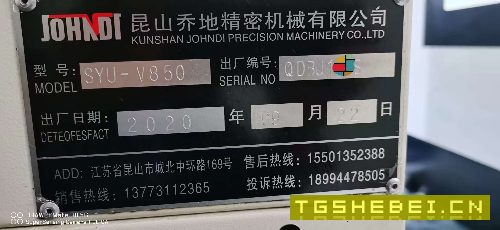 JOHNDI 昆山乔地精密机械有限公司
KUNSHAN JOHNDI PRECISION MACHINERY CO.,LTD
型号: SYU-V850 出厂编号:
MODEL SERIAL NO
出厂日期: 2020 年 月 22 日
DETEOFESFACT
ADD: 江苏省昆山市城北中环路169号 售后热线: 15501352388
销售热线: 13773112365 投诉热线: 18994478505
TGSHEBEI.CN